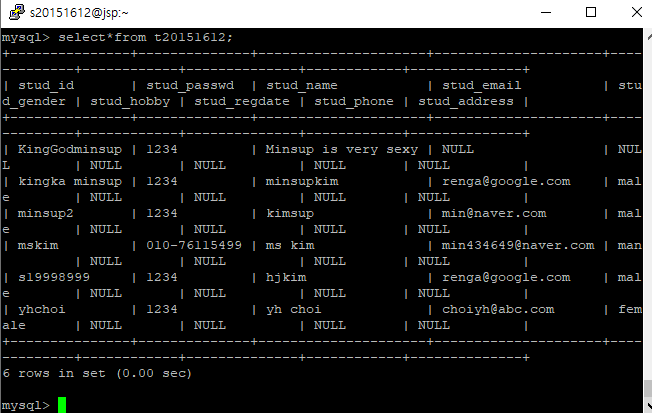 s20151612@jsp:~
mysql> select*from t20151612;
+---------------+--------------+---------------------+---------------------+-----
--------+------------+--------------+------------+--------------+
| stud_id       | stud_passwd  | stud_name           | stud_email          | stu
d_gender | stud_hobby | stud_regdate | stud_phone | stud_address |
+---------------+--------------+---------------------+---------------------+-----
--------+------------+--------------+------------+--------------+
| KingGodminsup | 1234         | Minsup is very sexy | NULL                | NUL
L        | NULL       | NULL         | NULL       | NULL         |
| kingka minsup | 1234         | minsupkim           | renga@google.com    | mal
e        | NULL       | NULL         | NULL       | NULL         |
| minsup2       | 1234         | kimsup              | min@naver.com       | mal
e        | NULL       | NULL         | NULL       | NULL         |
| mskim         | 010-76115499 | ms kim              | min434649@naver.com | man
         | NULL       | NULL         | NULL       | NULL         |
| s19998999     | 1234         | hjkim               | renga@google.com    | mal
e        | NULL       | NULL         | NULL       | NULL         |
| yhchoi        | 1234         | yh choi             | choiyh@abc.com      | fem
ale      | NULL       | NULL         | NULL       | NULL         |
+---------------+--------------+---------------------+---------------------+-----
--------+------------+--------------+------------+--------------+
6 rows in set (0.00 sec)
mysql>